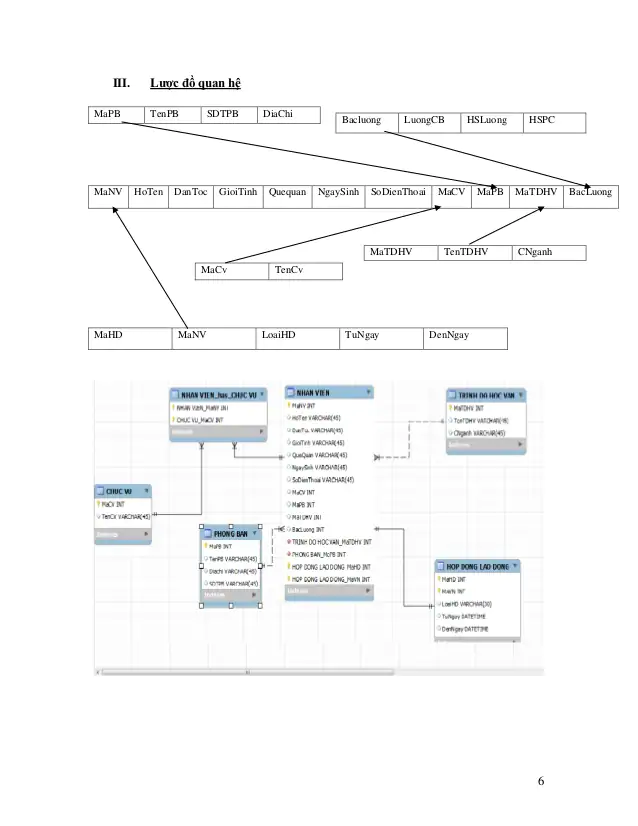 III. Lược đồ quan hệ
MaPB TenPB SDTPB DiaChi
Bacluong LuongCB HSLuong HSPC
MaNV HoTen DanToc GioiTinh Quequan NgaySinh SoDienThoai MaCV MaPB MaTDHV BacLuong
MaTDHV TenTDHV CNganh
MaCv TenCv
MaHD MaNV LoaiHD TuNgay DenNgay
NHAN VIEN_has_CHUC VU
NHAN VIEN_MaNV INT
CHUC VU_MaCV INT
Indexes
NHAN VIEN
MaNV INT
HoTen VARCHAR(45)
VARCHAR(45)
GioiTinh VARCHAR(45)
QueQuan VARCHAR(45)
NgaySinh VARCHAR(45)
SoDienThoai VARCHAR(45)
MaCV INT
MaPB INT
MaTDHV INT
BacLuong INT
TRINH DO HOC VAN_MaTDHV INT
PHONG BAN_MaPB INT
HOP DONG LAO DONG_MaHD INT
HOP DONG LAO DONG_MaVN INT
Indexes
TRINH DO HOC VAN
MaTDHV INT
TenTDHV VARCHAR(45)
CNganh VARCHAR(45)
Indexes
CHUC VU
MaCV INT
TenCV VARCHAR(45)
Indexes
PHONG BAN
MaPB INT
TenPB VARCHAR(45)
Diachi VARCHAR(45)
SDTPB VARCHAR(45)
Indexes
HOP DONG LAO DONG
MaHD INT
MaVN INT
LoaiHD VARCHAR(30)
TuNgay DATETIME
DenNgay DATETIME
6